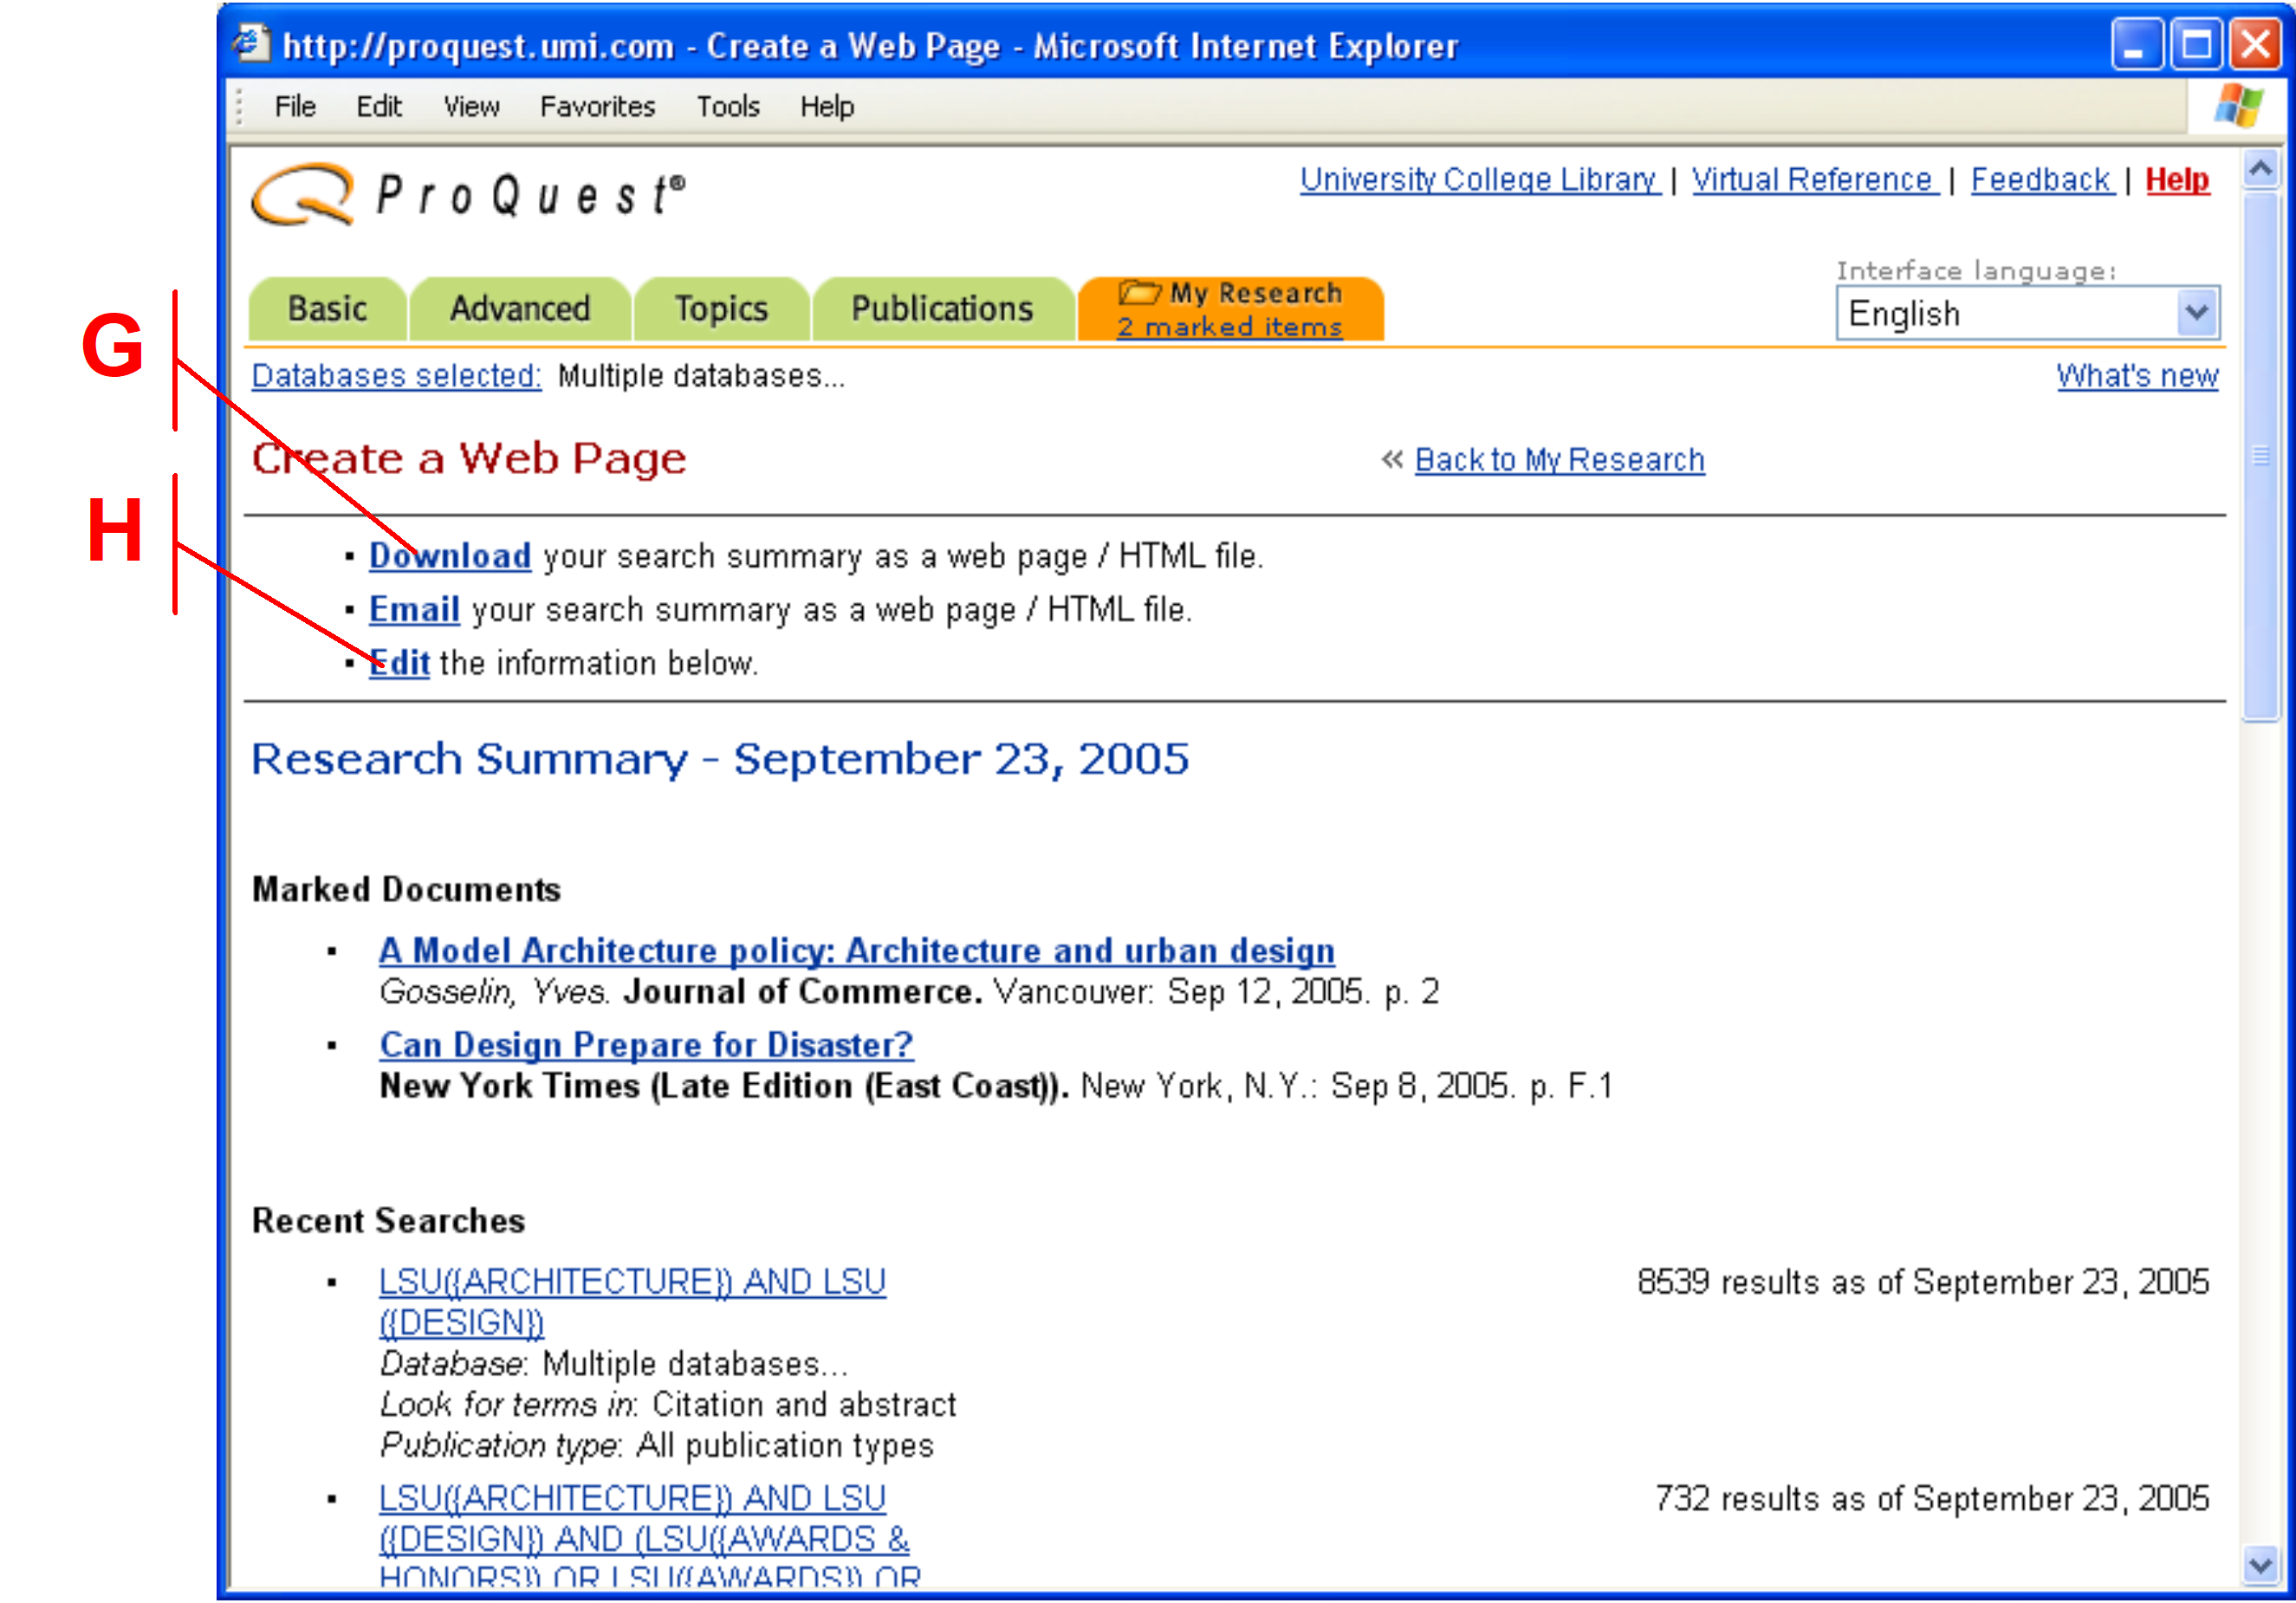 http://proquest.umi.com - Create a Web Page - Microsoft Internet Explorer
File Edit View Favorites Tools Help
ProQuest®
University College Library | Virtual Reference | Feedback | Help
Interface language:
Basic Advanced Topics Publications My Research
2 marked items
English
G
Databases selected: Multiple databases... What's new
Create a Web Page « Back to My Research
H
▪ Download your search summary as a web page / HTML file.
▪ Email your search summary as a web page / HTML file.
▪ Edit the information below.
Research Summary - September 23, 2005
Marked Documents
▪ A Model Architecture policy: Architecture and urban design
Gosselin, Yves. Journal of Commerce. Vancouver: Sep 12, 2005. p. 2
▪ Can Design Prepare for Disaster?
New York Times (Late Edition (East Coast)). New York, N.Y.: Sep 8, 2005. p. F.1
Recent Searches
▪ LSU({ARCHITECTURE}) AND LSU 8539 results as of September 23, 2005
({DESIGN})
Database: Multiple databases...
Look for terms in: Citation and abstract
Publication type: All publication types
▪ LSU({ARCHITECTURE}) AND LSU 732 results as of September 23, 2005
({DESIGN}) AND (LSU({AWARDS &
HONORS}) OR LSU({AWARDS}) OR